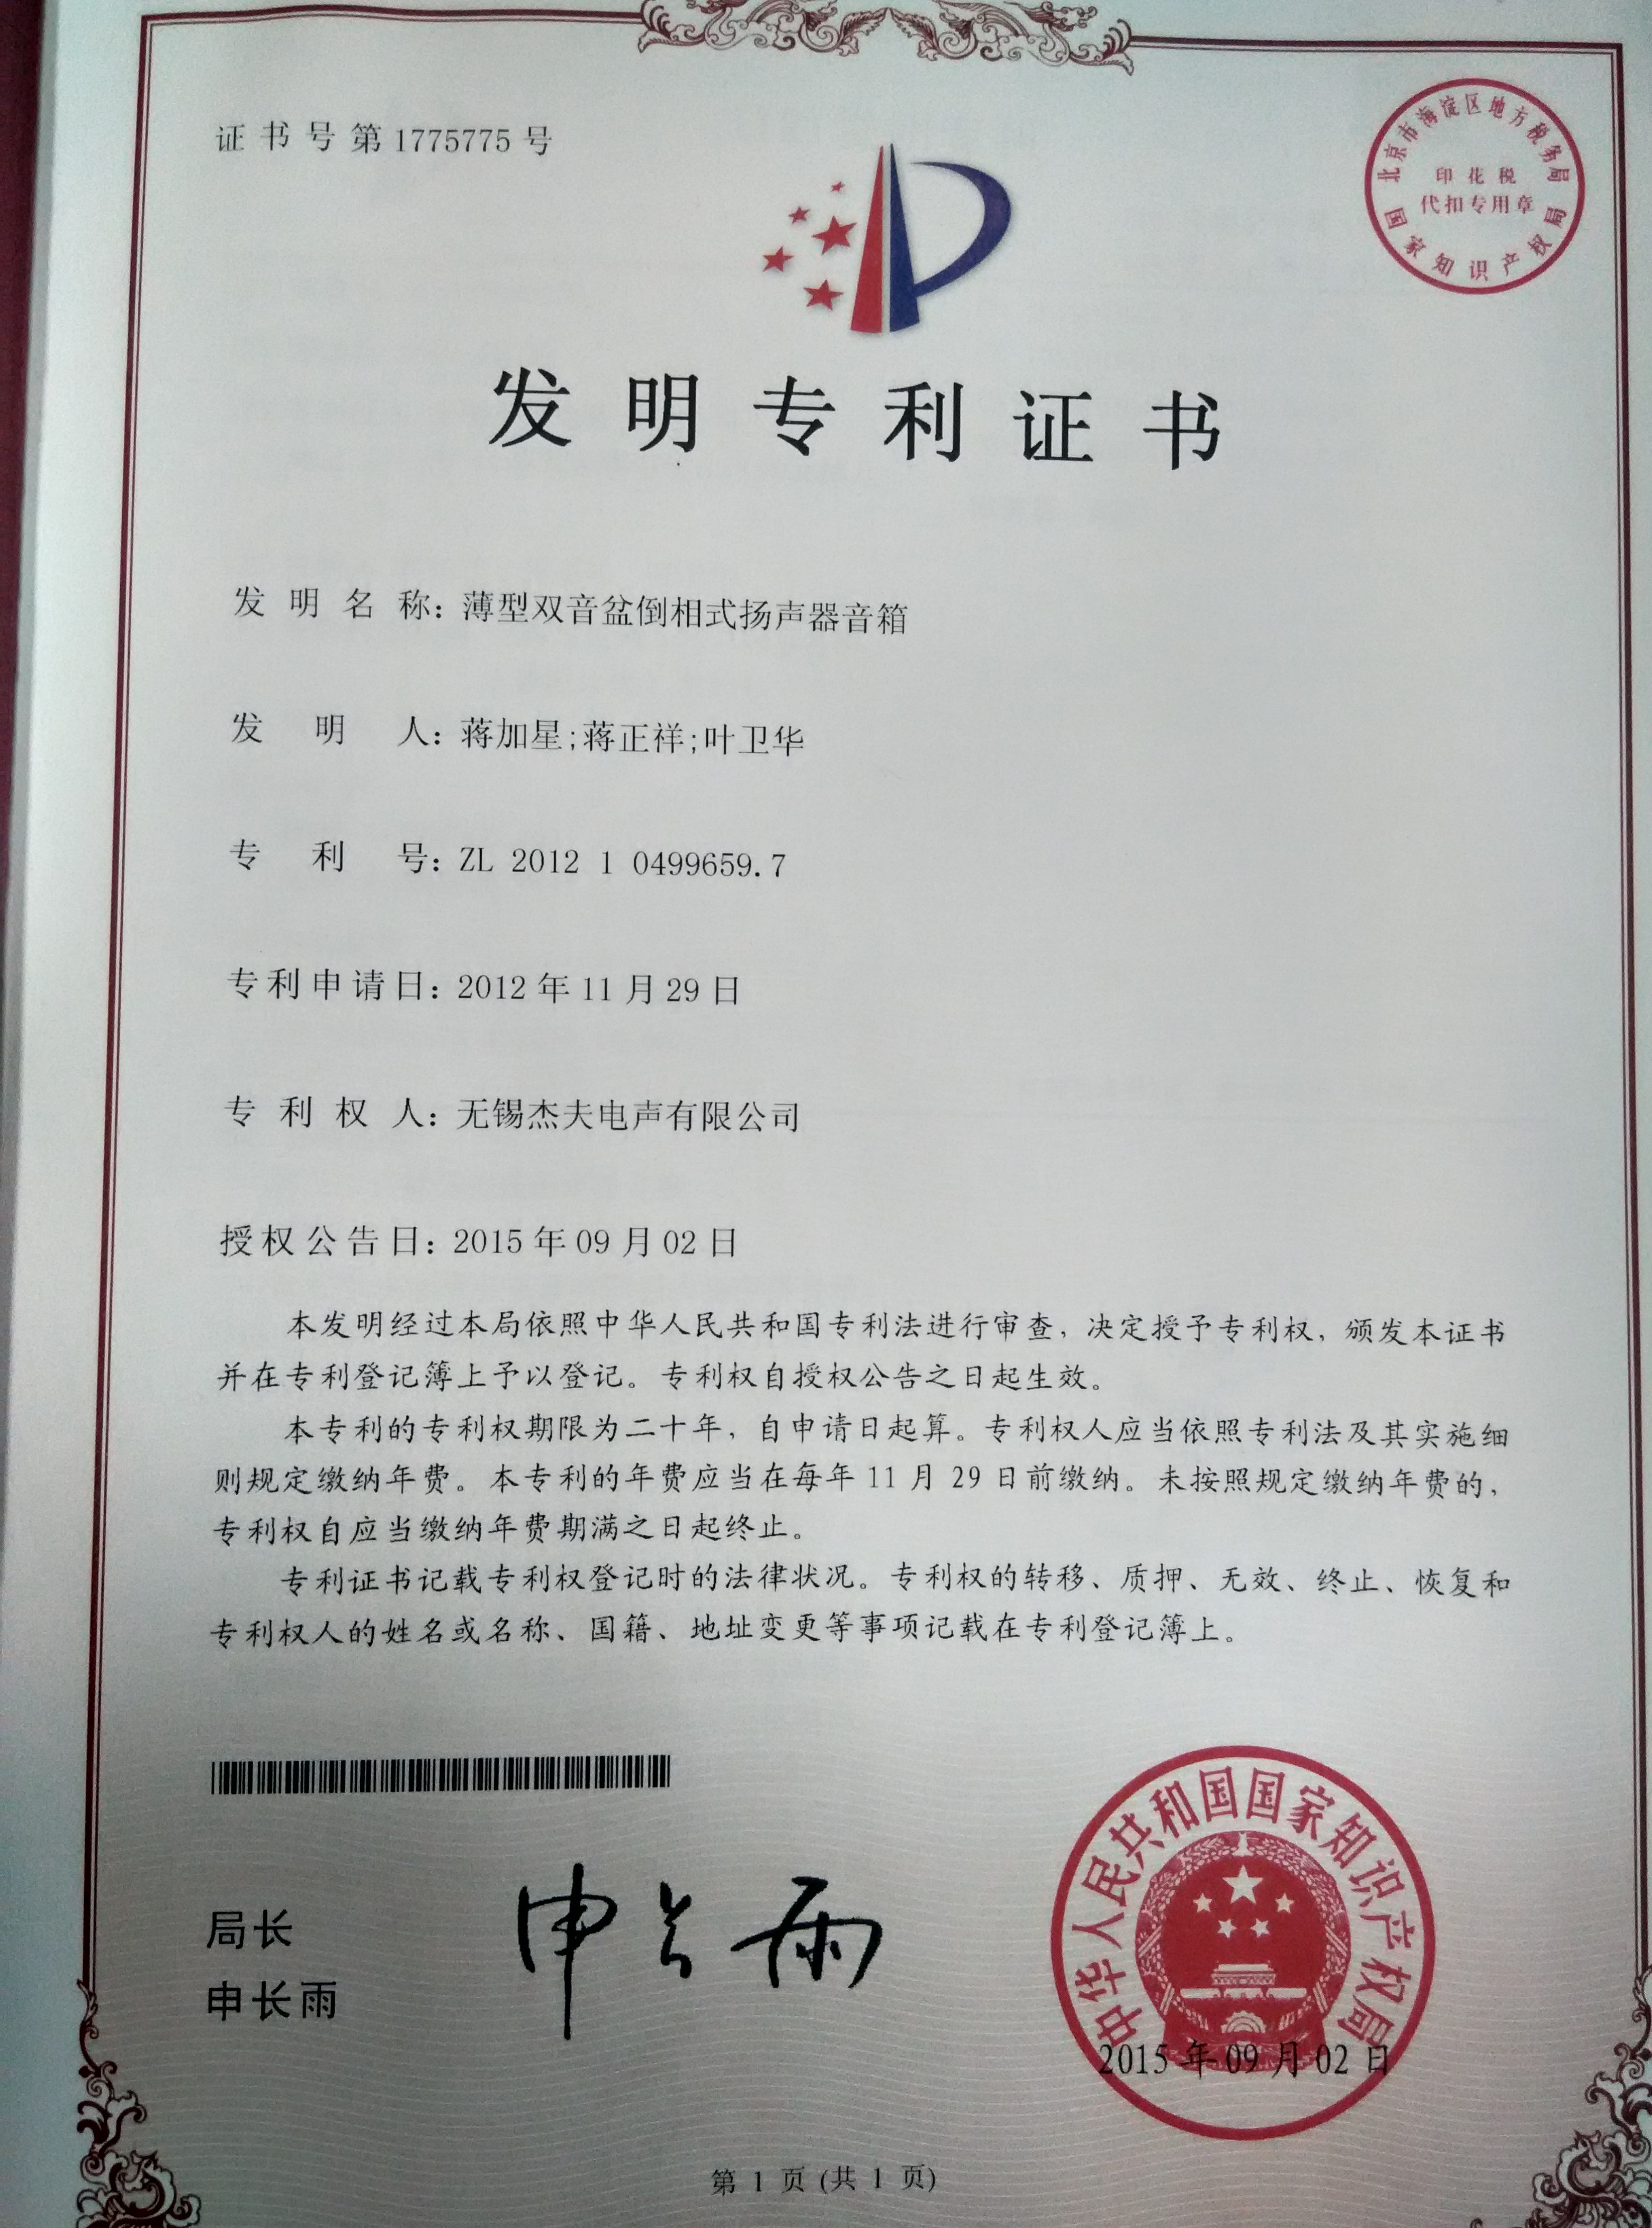 证书号第1775775号
北京市海淀区地方税务局
印花税
代扣专用章
国家知识产权局
发明专利证书
发明名称：薄型双音盆倒相式扬声器音箱
发明人：蒋加星;蒋正祥;叶卫华
专利号：ZL 2012 1 0499659.7
专利申请日：2012年11月29日
专利权人：无锡杰夫电声有限公司
授权公告日：2015年09月02日
本发明经过本局依照中华人民共和国专利法进行审查，决定授予专利权，颁发本证书
并在专利登记簿上予以登记。专利权自授权公告之日起生效。
本专利的专利权期限为二十年，自申请日起算。专利权人应当依照专利法及其实施细
则规定缴纳年费。本专利的年费应当在每年11月29日前缴纳。未按照规定缴纳年费的，
专利权自应当缴纳年费期满之日起终止。
专利证书记载专利权登记时的法律状况。专利权的转移、质押、无效、终止、恢复和
专利权人的姓名或名称、国籍、地址变更等事项记载在专利登记簿上。
局长
申长雨
申长雨
中华人民共和国国家知识产权局
2015年09月02日
第1页(共1页)